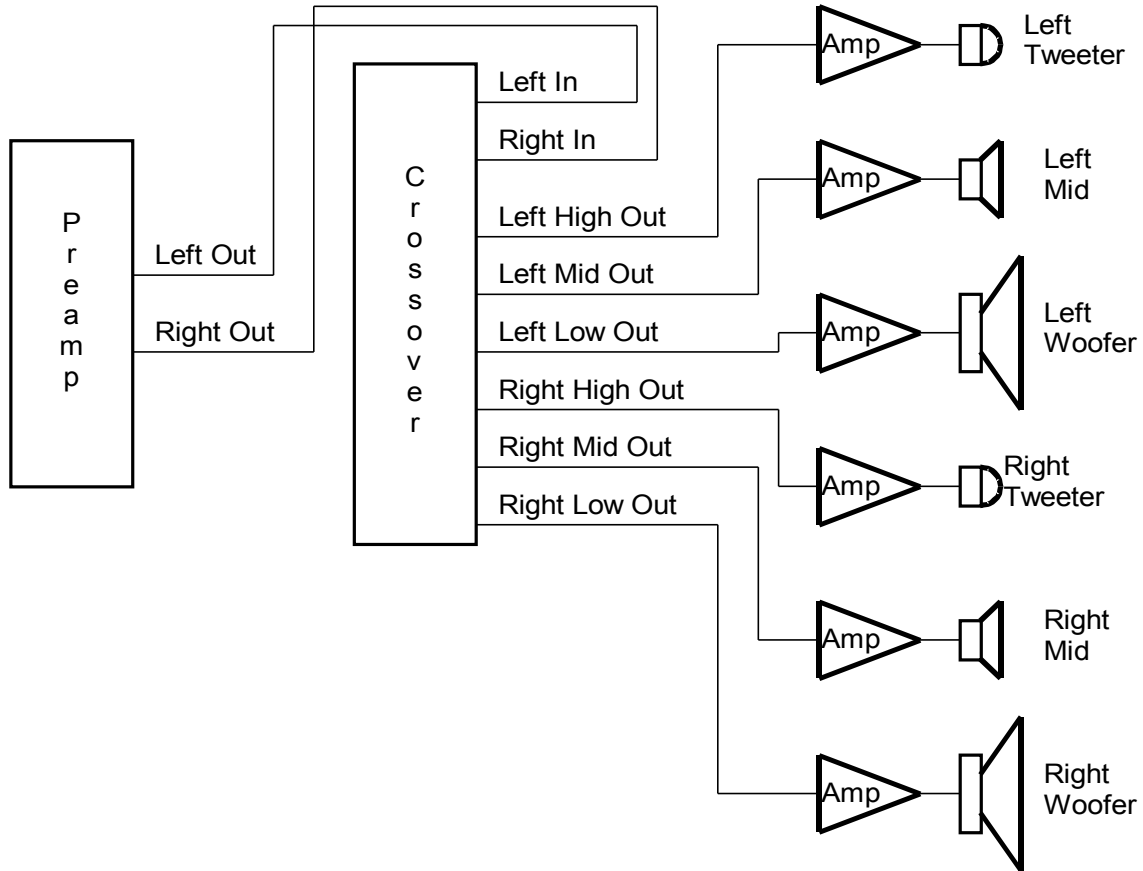 Preamp
Left Out
Right Out
Crossover
Left In
Right In
Left High Out
Left Mid Out
Left Low Out
Right High Out
Right Mid Out
Right Low Out
Amp
Left
Tweeter
Amp
Left
Mid
Amp
Left
Woofer
Amp
Right
Tweeter
Amp
Right
Mid
Amp
Right
Woofer